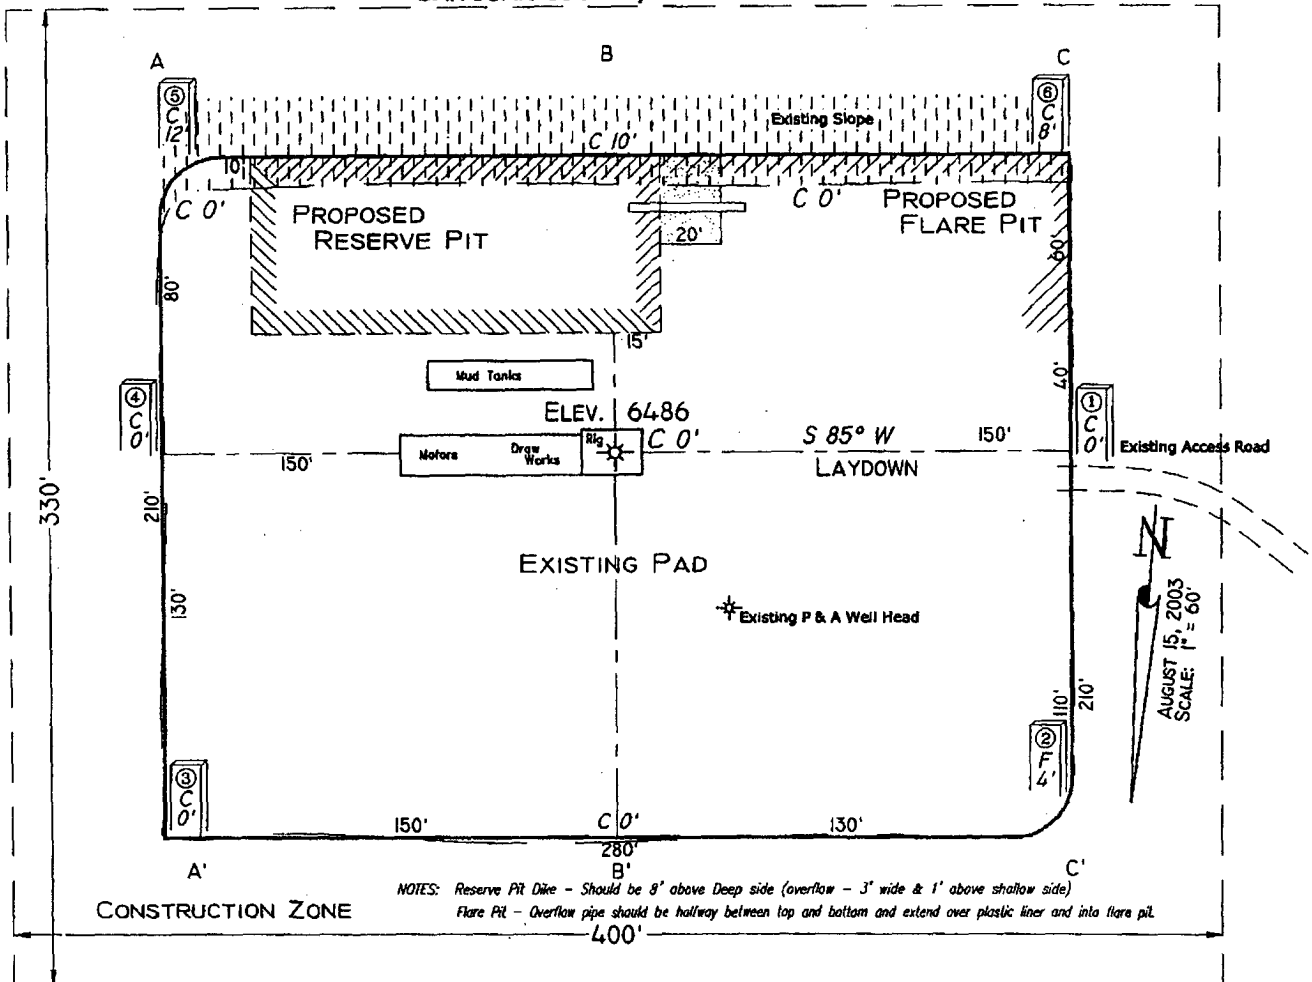 A
B
C
⑤
C
12'
⑥
C
8'
Existing Slope
C 10'
10'
C 0'
PROPOSED
RESERVE PIT
C 0'
PROPOSED
FLARE PIT
20'
60'
80'
15'
Mud Tanks
40'
④
C
0'
ELEV. 6486
Rig
C 0'
S 85° W
150'
①
C
0'
Existing Access Road
Motors
Draw
Works
150'
LAYDOWN
330'
210'
N
EXISTING PAD
130'
Existing P & A Well Head
AUGUST 15, 2003
SCALE: 1" = 60'
110'
210'
②
F
4'
③
C
0'
150'
C 0'
130'
280'
A'
B'
C'
NOTES: Reserve Pit Dike - Should be 8' above Deep side (overflow - 3' wide & 1' above shallow side)
CONSTRUCTION ZONE
Flare Pit - Overflow pipe should be halfway between top and bottom and extend over plastic liner and into flare pit.
400'